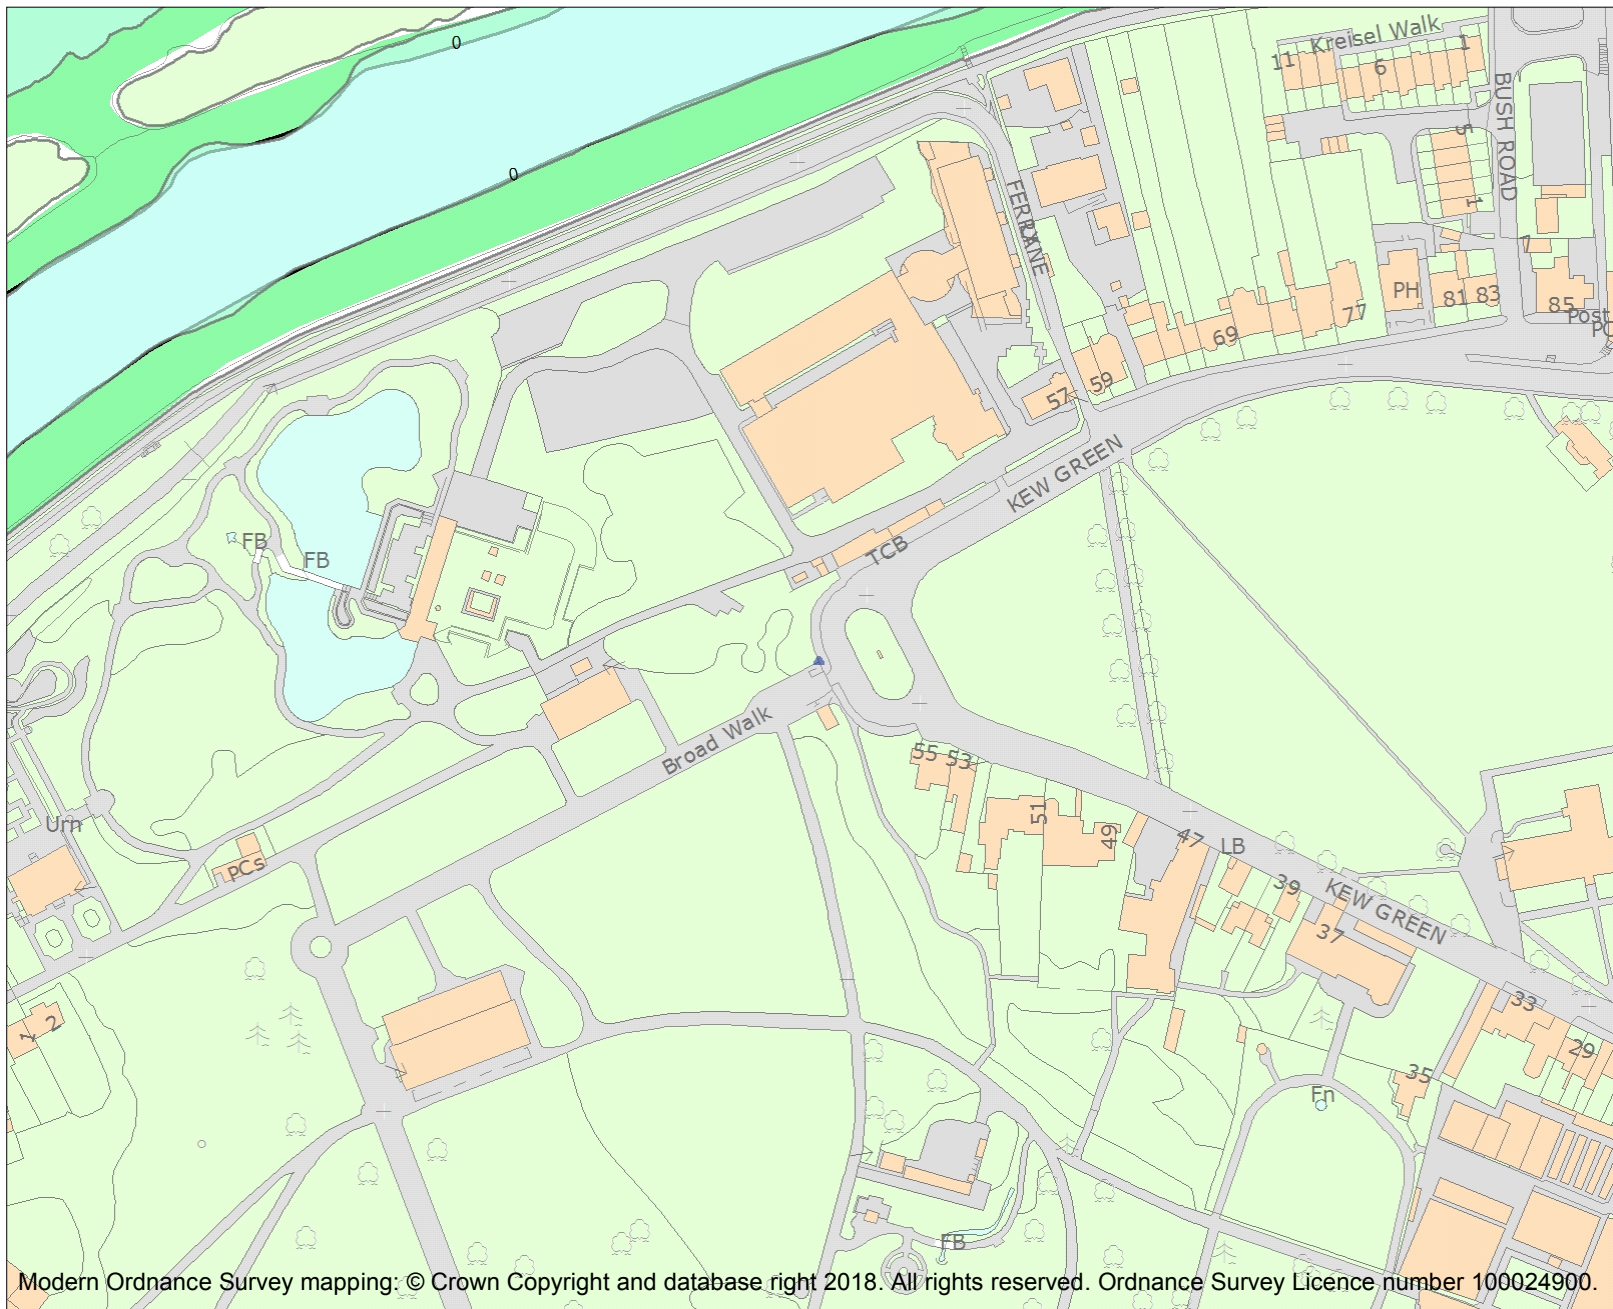 0
Kreisel Walk
1
11
6
BUSH ROAD
5
0
FERRY LANE
1
7
PH
81
83
85
77
Post
PC
69
59
57
KEW GREEN
TCB
FB
FB
Broad Walk
55
53
51
49
47
LB
39
KEW GREEN
37
Urn
PCs
33
29
1
2
35
Fn
FB
Modern Ordnance Survey mapping: © Crown Copyright and database right 2018. All rights reserved. Ordnance Survey Licence number 100024900.